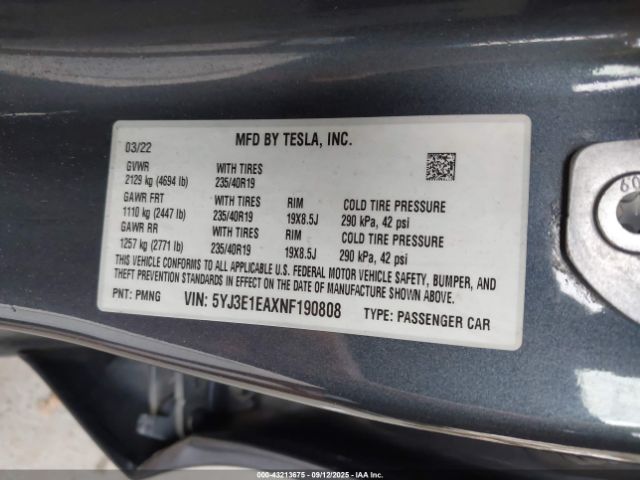 MFD BY TESLA, INC.
03/22
GVWR WITH TIRES
2129 kg (4694 lb) 235/40R19
GAWR FRT WITH TIRES RIM COLD TIRE PRESSURE
1110 kg (2447 lb) 235/40R19 19X8.5J 290 kPa, 42 psi
GAWR RR WITH TIRES RIM COLD TIRE PRESSURE
1257 kg (2771 lb) 235/40R19 19X8.5J 290 kPa, 42 psi
THIS VEHICLE CONFORMS TO ALL APPLICABLE U.S. FEDERAL MOTOR VEHICLE SAFETY, BUMPER, AND
THEFT PREVENTION STANDARDS IN EFFECT ON DATE OF MANUFACTURE SHOWN ABOVE.
PNT: PMNG VIN: 5YJ3E1EAXNF190808 TYPE: PASSENGER CAR
000-43213675 - 09/12/2025 - IAAC.com